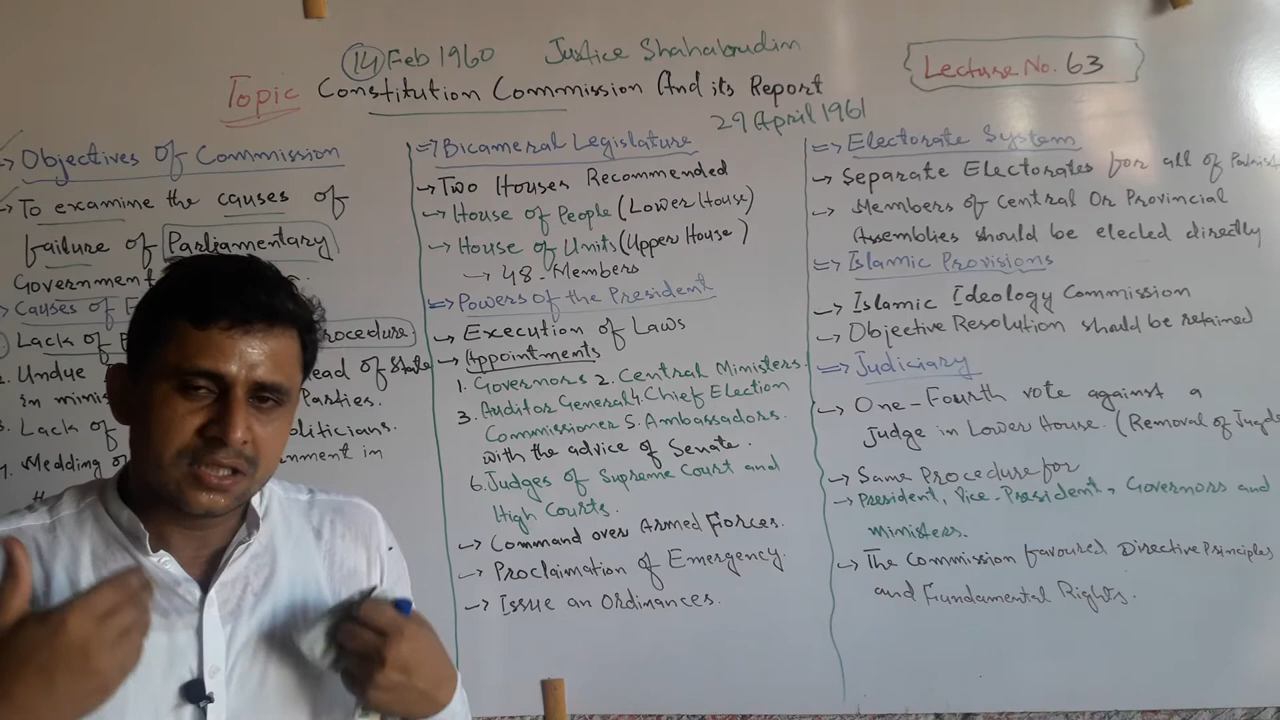 14 Feb 1960 Justice Shahabudin
Lecture No. 63
Topic Constitution Commission And its Report
29 April 1961
→ Objectives Of Commission
→ To examine the causes of
failure of Parliamentary
Government
→ Causes of
Lack of Procedure
2. Undue Head of State
in Parties.
3. Lack of Politicians.
4. Medding in
⇒ Bicameral Legislature
→ Two Houses Recommended
→ House of People (Lower House)
→ House of Units (Upper House)
→ 48-Members
⇒ Powers of the President
→ Execution of Laws
→ Appointments
1. Governors 2. Central Ministers
3. Auditor General 4. Chief Election
Commissioner 5. Ambassadors.
with the advice of Senate.
6. Judges of Supreme Court and
High Courts.
→ Command over Armed Forces.
→ Proclaimation of Emergency.
→ Issue an Ordinances.
⇒ Electorate System
→ Separate Electorates for all of
→ Members of Central Or Provincial
Assemblies should be elected directly
⇒ Islamic Provisions
→ Islamic Ideology Commission
→ Objective Resolution should be retained
⇒ Judiciary
→ One-Fourth vote against a
Judge in Lower House. (Removal of
→ Same Procedure for
→ President, Vice-President, Governors and
ministers.
→ The Commission favoured Directive Principles
and Fundamental Rights.